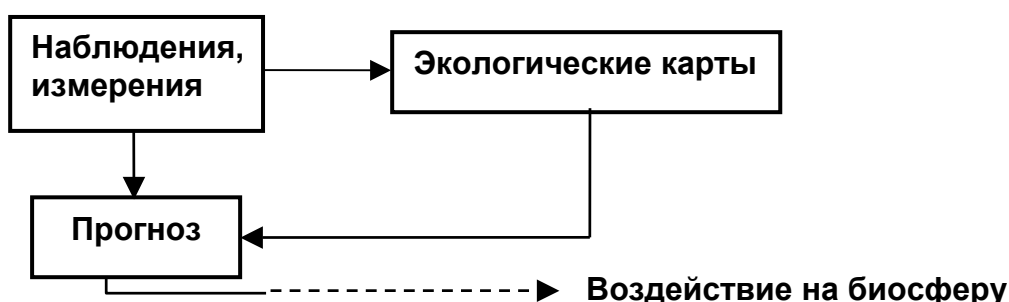 Наблюдения,
измерения
Экологические карты
Прогноз
Воздействие на биосферу